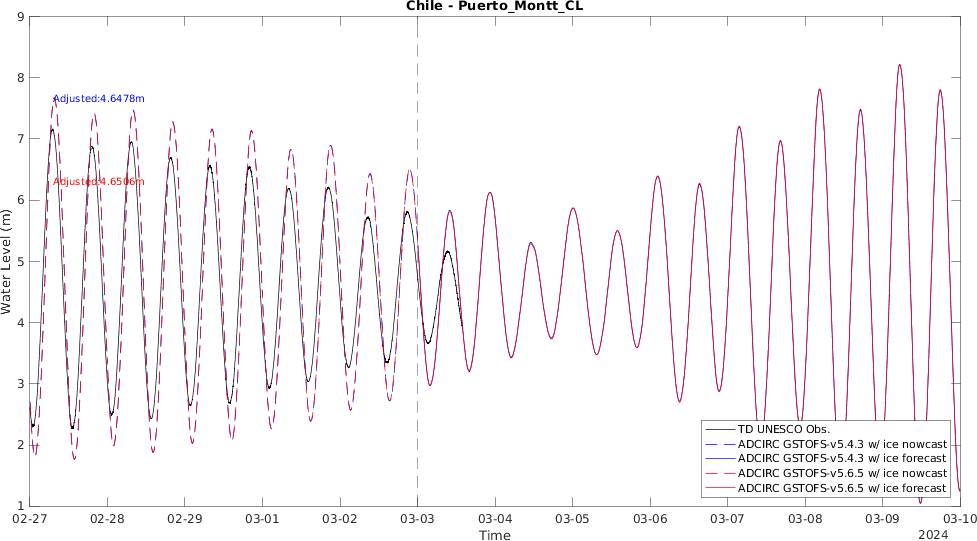 Chile - Puerto_Montt_CL
9
8
7
6
5
4
3
2
1
Water Level (m)
Adjusted:4.6478m
Adjusted:4.6506m
TD UNESCO Obs.
ADCIRC GSTOFS-v5.4.3 w/ ice nowcast
ADCIRC GSTOFS-v5.4.3 w/ ice forecast
ADCIRC GSTOFS-v5.6.5 w/ ice nowcast
ADCIRC GSTOFS-v5.6.5 w/ ice forecast
02-27 02-28 02-29 03-01 03-02 03-03 03-04 03-05 03-06 03-07 03-08 03-09 03-10
Time
2024